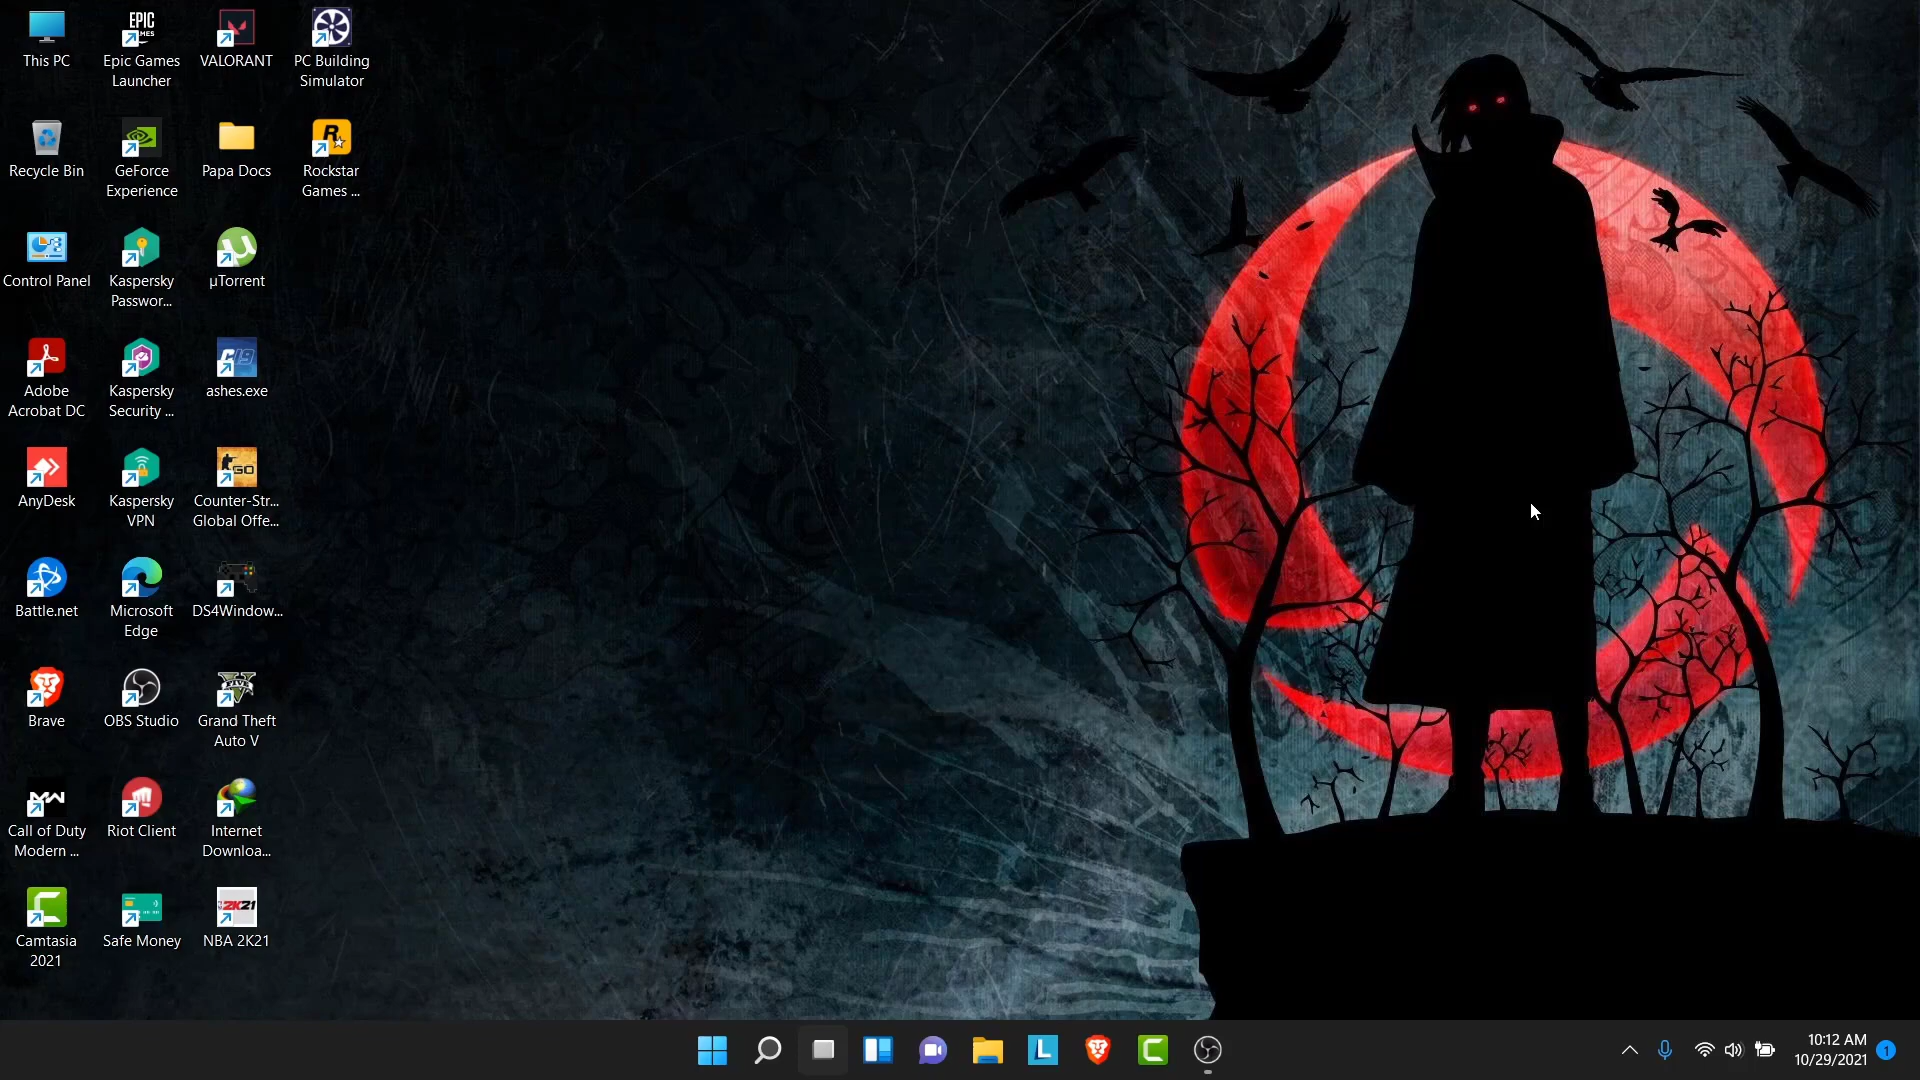 This PC
Epic Games
Launcher
VALORANT
PC Building
Simulator
Recycle Bin
GeForce
Experience
Papa Docs
Rockstar
Games ...
Control Panel
Kaspersky
Passwor...
µTorrent
Adobe
Acrobat DC
Kaspersky
Security ...
ashes.exe
AnyDesk
Kaspersky
VPN
Counter-Str...
Global Offe...
Battle.net
Microsoft
Edge
DS4Window...
Brave
OBS Studio
Grand Theft
Auto V
Call of Duty
Modern ...
Riot Client
Internet
Downloa...
Camtasia
2021
Safe Money
NBA 2K21
10:12 AM
10/29/2021
1